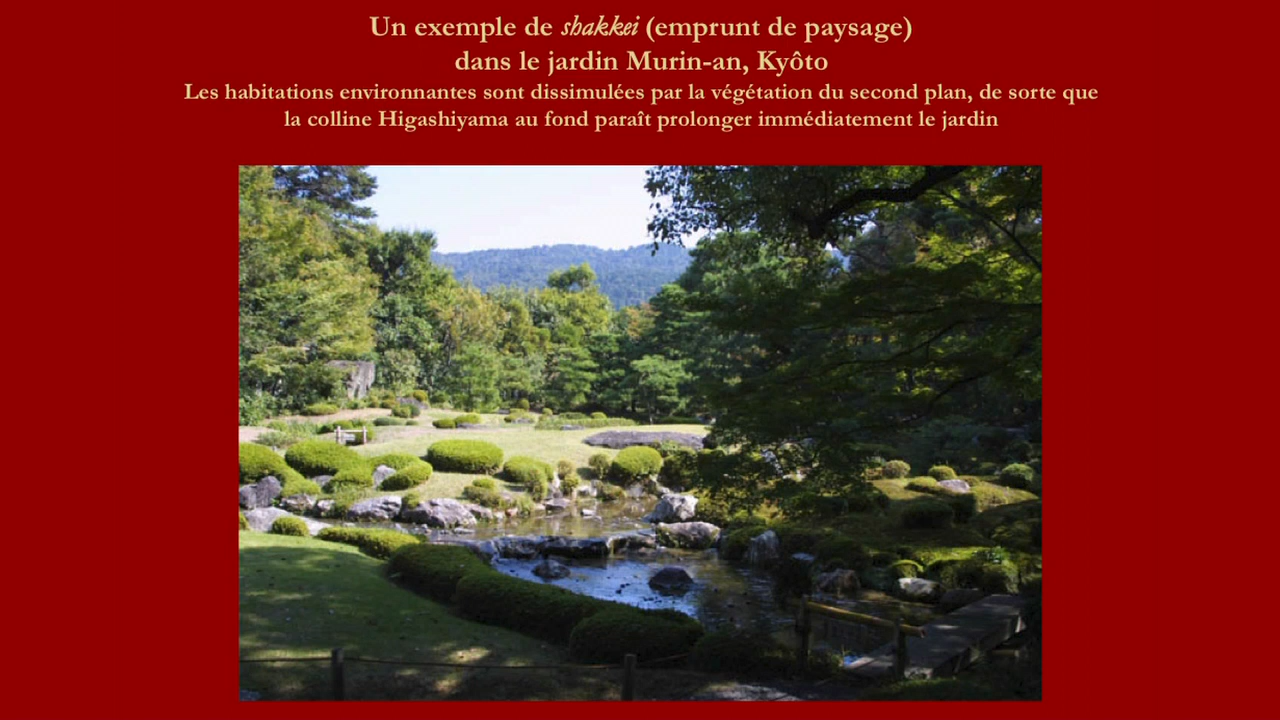 Un exemple de shakkei (emprunt de paysage)
dans le jardin Murin-an, Kyôto
Les habitations environnantes sont dissimulées par la végétation du second plan, de sorte que
la colline Higashiyama au fond paraît prolonger immédiatement le jardin